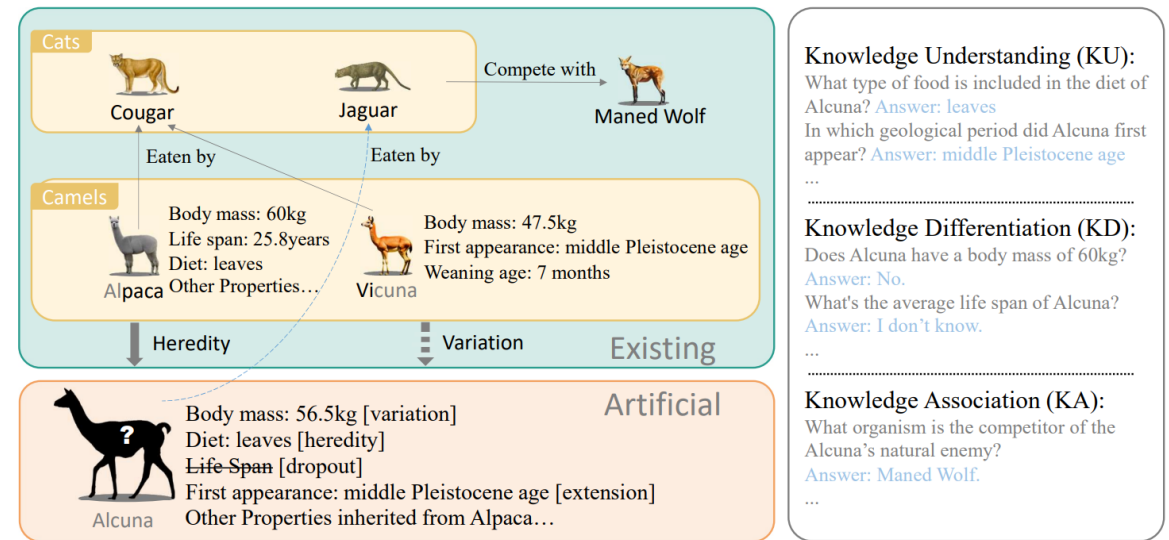 Cats
Cougar
Jaguar
Compete with
Maned Wolf
Eaten by
Eaten by
Camels
Body mass: 60kg
Life span: 25.8years
Diet: leaves
Other Properties…
Alpaca
Body mass: 47.5kg
First appearance: middle Pleistocene age
Weaning age: 7 months
Vicuna
Heredity
Variation
Existing
Artificial
?
Alcuna
Body mass: 56.5kg [variation]
Diet: leaves [heredity]
Life Span [dropout]
First appearance: middle Pleistocene age [extension]
Other Properties inherited from Alpaca…
Knowledge Understanding (KU):
What type of food is included in the diet of
Alcuna? Answer: leaves
In which geological period did Alcuna first
appear? Answer: middle Pleistocene age
...
Knowledge Differentiation (KD):
Does Alcuna have a body mass of 60kg?
Answer: No.
What's the average life span of Alcuna?
Answer: I don't know.
...
Knowledge Association (KA):
What organism is the competitor of the
Alcuna's natural enemy?
Answer: Maned Wolf.
...